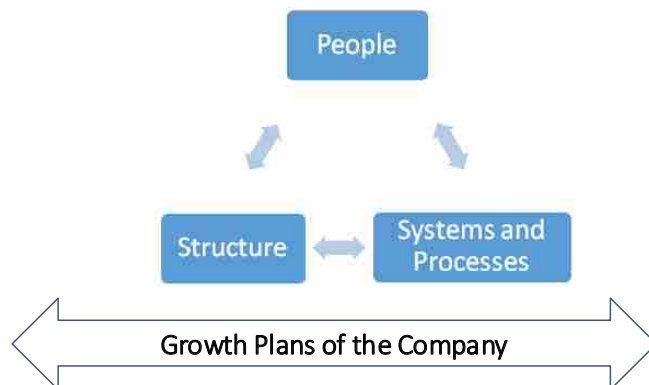 People
Structure
Systems and
Processes
Growth Plans of the Company